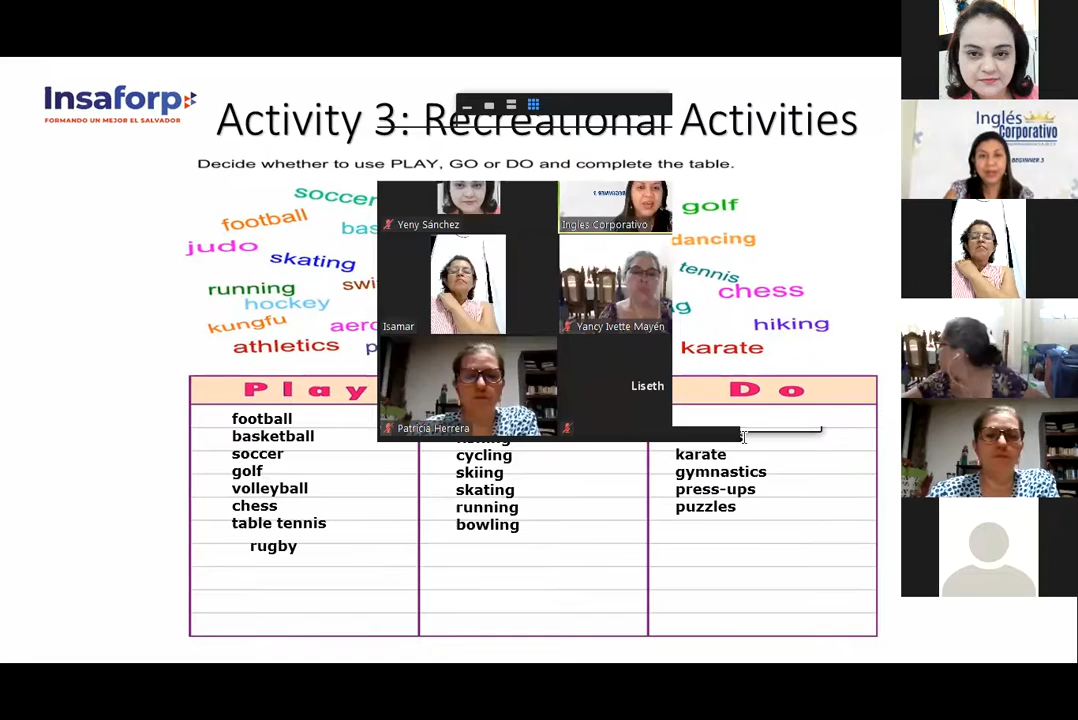 Insaforp
FORMANDO UN MEJOR EL SALVADOR
Activity 3: Recreational Activities
Decide whether to use PLAY, GO or DO and complete the table.
soccer
football
judo
skating
running
hockey
kungfu
athletics
golf
dancing
tennis
chess
hiking
karate
Yeny Sánchez
Inglés Corporativo
Isamar
Yancy Ivette Mayén
Patricia Herrera
Liseth
Play
Do
football
basketball
soccer
golf
volleyball
chess
table tennis
rugby
cycling
skiing
skating
running
bowling
karate
gymnastics
press-ups
puzzles
Inglés
Corporativo
BEGINNER 3